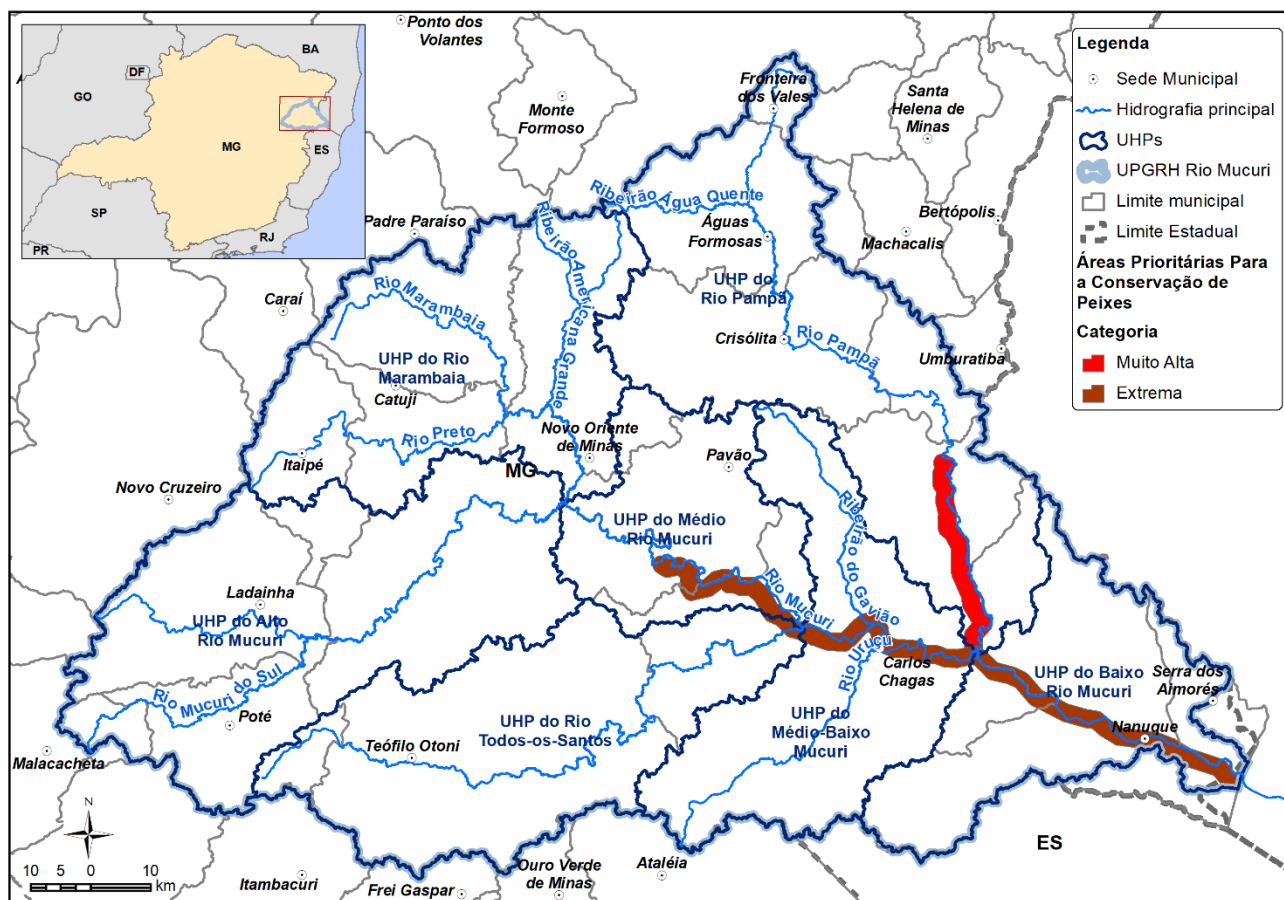 BA
DF
GO
MG
ES
SP
RJ
PR
Ponto dos
Volantes
Monte
Formoso
Fronteira
dos Vales
Santa
Helena de
Minas
Ribeirão Água Quente
Padre Paraíso
Ribeirão Americana Grande
Águas
Formosas
Bertópolis
Machacalis
UHP do
Rio Pampã
Caraí
Rio Marambaia
Crisólita
Rio Pampã
Umburatiba
UHP do Rio
Marambaia
Catuji
Rio Preto
Novo Oriente
de Minas
Itaipé
MG
Pavão
Novo Cruzeiro
Ribeirão do Gavião
UHP do Médio
Rio Mucuri
Rio Mucuri
Ladainha
UHP do Alto
Rio Mucuri
Rio Uruçu
Carlos
Chagas
UHP do Baixo
Rio Mucuri
Serra dos
Aimorés
Rio Mucuri do Sul
Poté
UHP do Rio
Todos-os-Santos
UHP do
Médio-Baixo
Mucuri
Nanuque
Malacacheta
Teófilo Otoni
N
ES
10 5 0 10
km
Itambacuri
Frei Gaspar
Ouro Verde
de Minas
Ataléia
Legenda
Sede Municipal
Hidrografia principal
UHPs
UPGRH Rio Mucuri
Limite municipal
Limite Estadual
Áreas Prioritárias Para
a Conservação de
Peixes
Categoria
Muito Alta
Extrema